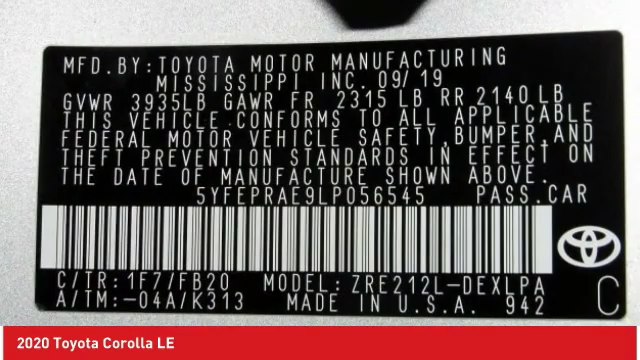 MFD.BY:TOYOTA MOTOR MANUFACTURING
MISSISSIPPI INC. 09/19
GVWR 3935LB GAWR FR 2315 LB RR 2140 LB
THIS VEHICLE CONFORMS TO ALL APPLICABLE
FEDERAL MOTOR VEHICLE SAFETY,BUMPER,AND
THEFT PREVENTION STANDARDS IN EFFECT ON
THE DATE OF MANUFACTURE SHOWN ABOVE.
5YFEPRAE9LP056545 PASS.CAR
C/TR:1F7/FB20 MODEL:ZRE212L-DEXLPA
A/TM:-04A/K313 MADE IN U.S.A. 942 C
2020 Toyota Corolla LE